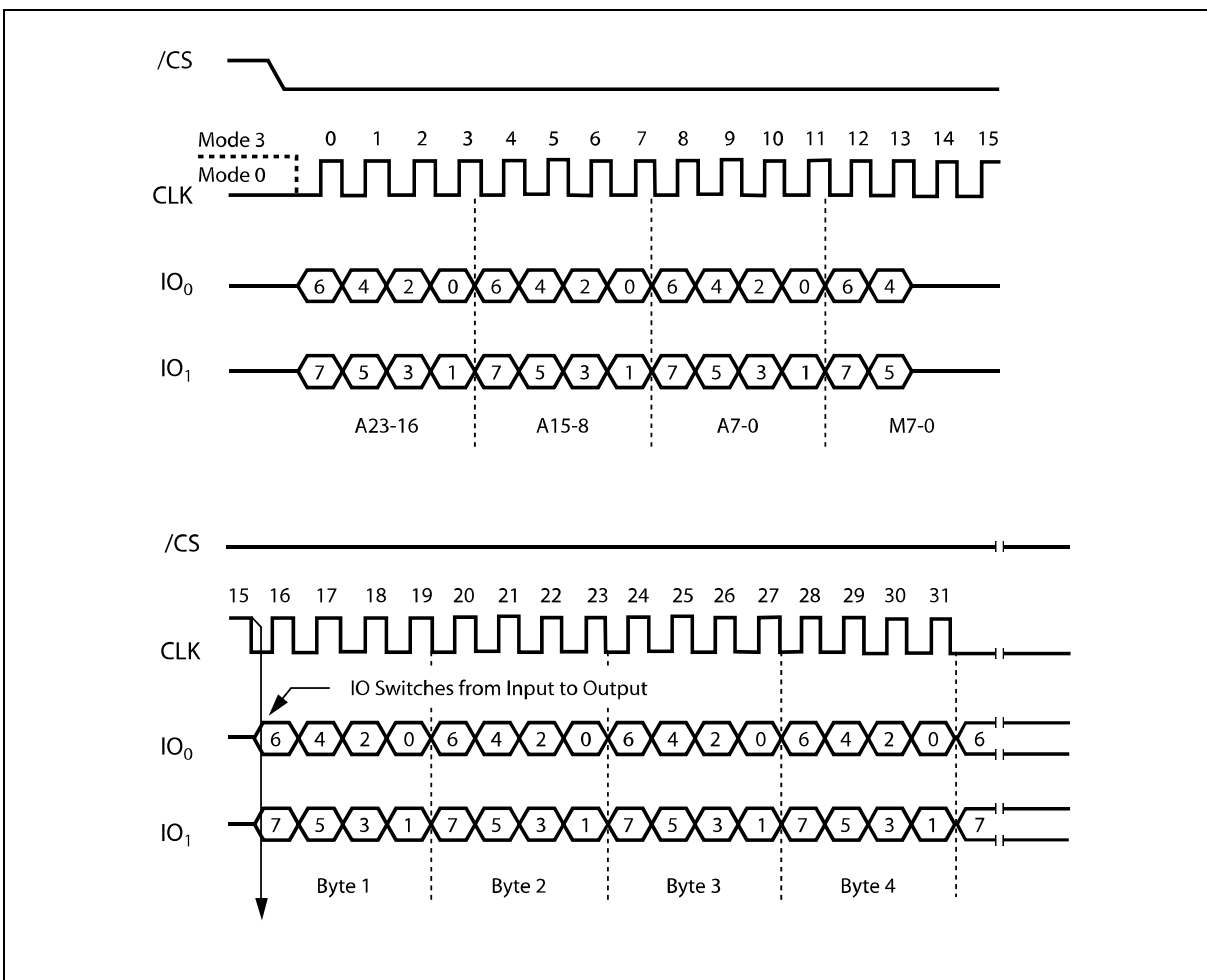 /CS
Mode 3
0 1 2 3 4 5 6 7 8 9 10 11 12 13 14 15
Mode 0
CLK
IO₀ 6 4 2 0 6 4 2 0 6 4 2 0 6 4
IO₁ 7 5 3 1 7 5 3 1 7 5 3 1 7 5
A23-16 A15-8 A7-0 M7-0
/CS
15 16 17 18 19 20 21 22 23 24 25 26 27 28 29 30 31
CLK
IO Switches from Input to Output
IO₀ 6 4 2 0 6 4 2 0 6 4 2 0 6 4 2 0 6
IO₁ 7 5 3 1 7 5 3 1 7 5 3 1 7 5 3 1 7
Byte 1 Byte 2 Byte 3 Byte 4